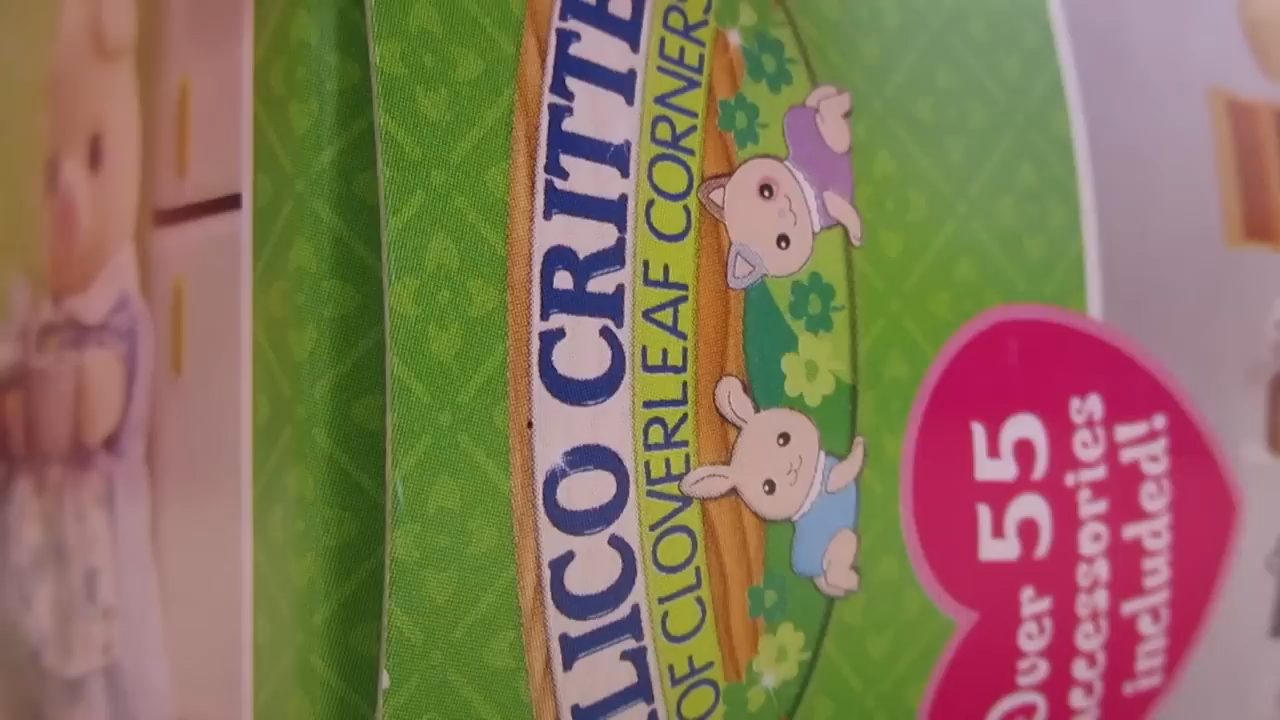 LICO CRITTE
OF CLOVERLEAF CORNERS
Over 55
accessories
included!